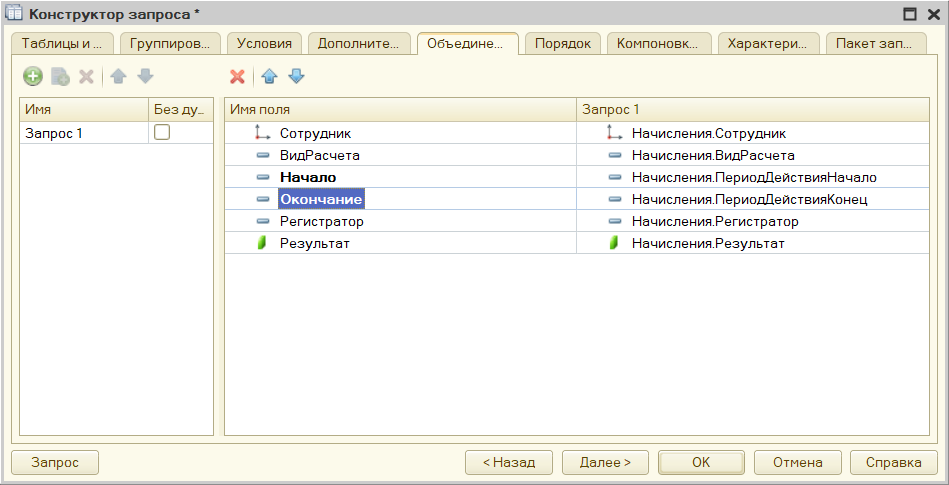 Конструктор запроса *
Таблицы и ... Группиров... Условия Дополните... Объедине... Порядок Компоновк... Характери... Пакет зап...
Имя Без ду... Имя поля Запрос 1
Запрос 1 Сотрудник Начисления.Сотрудник
ВидРасчета Начисления.ВидРасчета
Начало Начисления.ПериодДействияНачало
Окончание Начисления.ПериодДействияКонец
Регистратор Начисления.Регистратор
Результат Начисления.Результат
Запрос < Назад Далее > ОК Отмена Справка